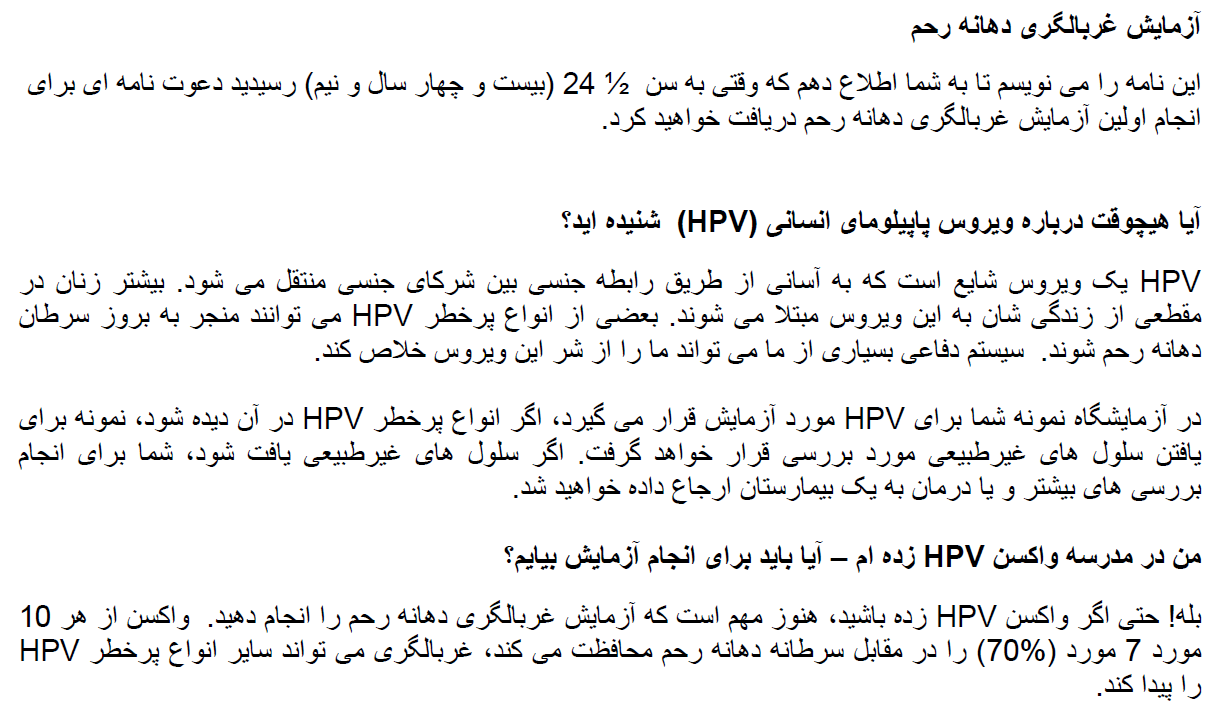 آزمایش غربالگری دهانه رحم
این نامه را می نویسم تا به شما اطلاع دهم که وقتی به سن ½ 24 (بیست و چهار سال و نیم) رسیدید دعوت نامه ای برای
انجام اولین آزمایش غربالگری دهانه رحم دریافت خواهید کرد.
آیا هیچوقت درباره ویروس پاپیلومای انسانی (HPV) شنیده اید؟
HPV یک ویروس شایع است که به آسانی از طریق رابطه جنسی بین شرکای جنسی منتقل می شود. بیشتر زنان در
مقطعی از زندگی شان به این ویروس مبتلا می شوند. بعضی از انواع پرخطر HPV می توانند منجر به بروز سرطان
دهانه رحم شوند. سیستم دفاعی بسیاری از ما می تواند ما را از شر این ویروس خلاص کند.
در آزمایشگاه نمونه شما برای HPV مورد آزمایش قرار می گیرد، اگر انواع پرخطر HPV در آن دیده شود، نمونه برای
یافتن سلول های غیرطبیعی مورد بررسی قرار خواهد گرفت. اگر سلول های غیرطبیعی یافت شود، شما برای انجام
بررسی های بیشتر و یا درمان به یک بیمارستان ارجاع داده خواهید شد.
من در مدرسه واکسن HPV زده ام – آیا باید برای انجام آزمایش بیایم؟
بله! حتی اگر واکسن HPV زده باشید، هنوز مهم است که آزمایش غربالگری دهانه رحم را انجام دهید. واکسن از هر 10
مورد 7 مورد (70%) را در مقابل سرطانه دهانه رحم محافظت می کند، غربالگری می تواند سایر انواع پرخطر HPV
را پیدا کند.